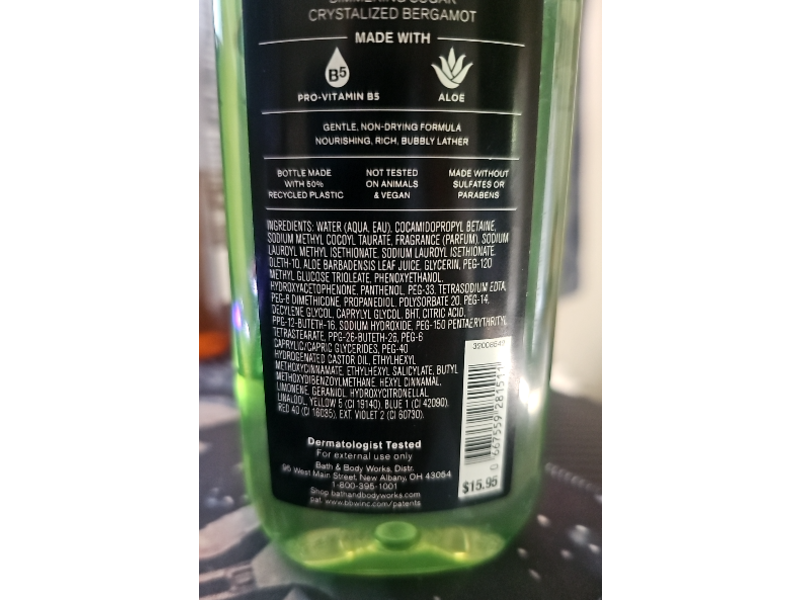 SIMMERING SUGAR
CRYSTALIZED BERGAMOT
MADE WITH
B5
PRO-VITAMIN B5
ALOE
GENTLE, NON-DRYING FORMULA
NOURISHING, RICH, BUBBLY LATHER
BOTTLE MADE
WITH 50%
RECYCLED PLASTIC
NOT TESTED
ON ANIMALS
& VEGAN
MADE WITHOUT
SULFATES OR
PARABENS
INGREDIENTS: WATER (AQUA, EAU), COCAMIDOPROPYL BETAINE,
SODIUM METHYL COCOYL TAURATE, FRAGRANCE (PARFUM), SODIUM
LAUROYL METHYL ISETHIONATE, SODIUM LAUROYL ISETHIONATE,
OLETH-10, ALOE BARBADENSIS LEAF JUICE, GLYCERIN, PEG-120
METHYL GLUCOSE TRIOLEATE, PHENOXYETHANOL,
HYDROXYACETOPHENONE, PANTHENOL, PEG-33, TETRASODIUM EDTA,
PEG-8 DIMETHICONE, PROPANEDIOL, POLYSORBATE 20, PEG-14,
DECYLENE GLYCOL, CAPRYLYL GLYCOL, BHT, CITRIC ACID,
PPG-12-BUTETH-16, SODIUM HYDROXIDE, PEG-150 PENTAERYTHRITYL
TETRASTEARATE, PPG-26-BUTETH-26, PEG-6
CAPRYLIC/CAPRIC GLYCERIDES, PEG-40
HYDROGENATED CASTOR OIL, ETHYLHEXYL
METHOXYCINNAMATE, ETHYLHEXYL SALICYLATE, BUTYL
METHOXYDIBENZOYLMETHANE, HEXYL CINNAMAL,
LIMONENE, GERANIOL, HYDROXYCITRONELLAL,
LINALOOL, YELLOW 5 (CI 19140), BLUE 1 (CI 42090),
RED 40 (CI 16035), EXT. VIOLET 2 (CI 60730).
Dermatologist Tested
For external use only
Bath & Body Works, Distr.
95 West Main Street, New Albany, OH 43054
1-800-395-1001
Shop bathandbodyworks.com
pat. www.bbwinc.com/patents
0 667559 281511
$15.95